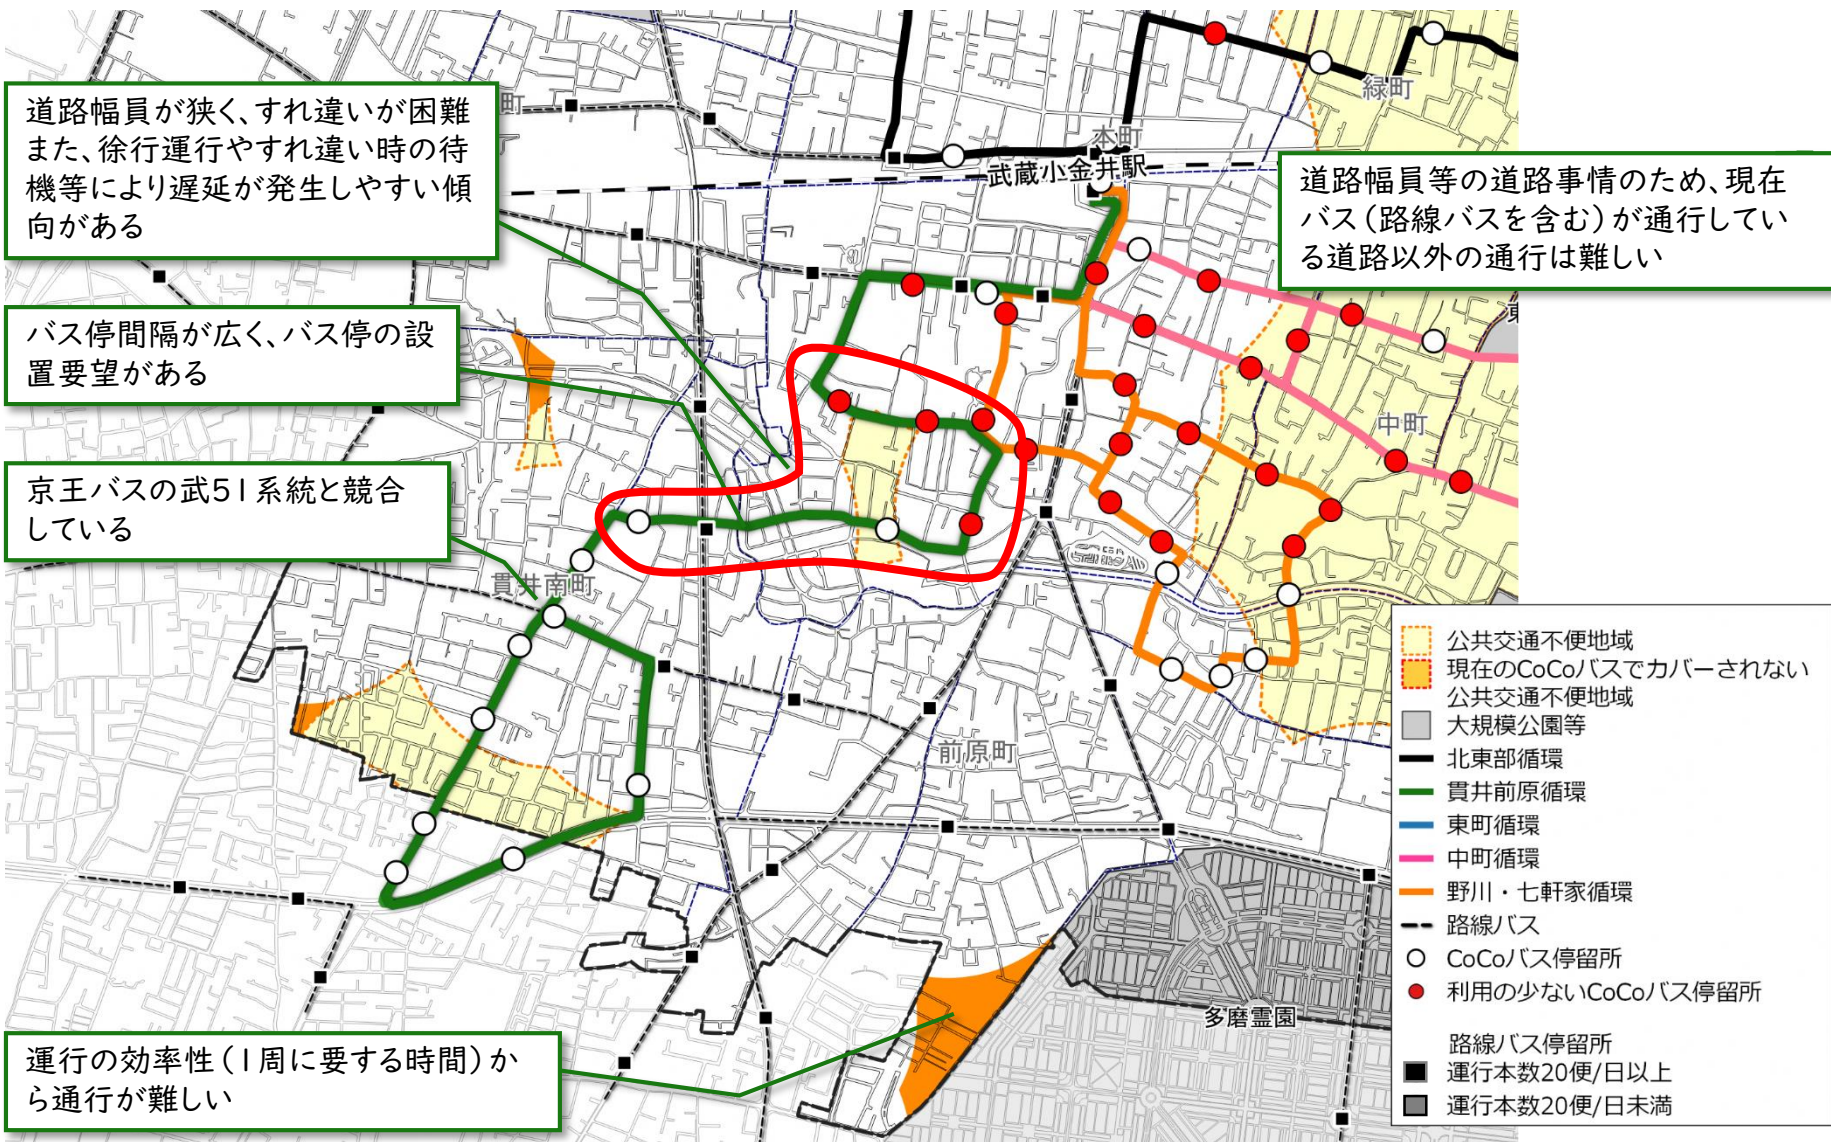 緑町
町
本町
武蔵小金井駅
道路幅員が狭く、すれ違いが困難
また、徐行運行やすれ違い時の待
機等により遅延が発生しやすい傾
向がある
道路幅員等の道路事情のため、現在
バス（路線バスを含む）が通行してい
る道路以外の通行は難しい
バス停間隔が広く、バス停の設
置要望がある
中町
京王バスの武51系統と競合
している
貫井南町
前原町
多磨霊園
運行の効率性（1周に要する時間）か
ら通行が難しい
公共交通不便地域
現在のCoCoバスでカバーされない
公共交通不便地域
大規模公園等
北東部循環
貫井前原循環
東町循環
中町循環
野川・七軒家循環
路線バス
CoCoバス停留所
利用の少ないCoCoバス停留所
路線バス停留所
運行本数20便/日以上
運行本数20便/日未満